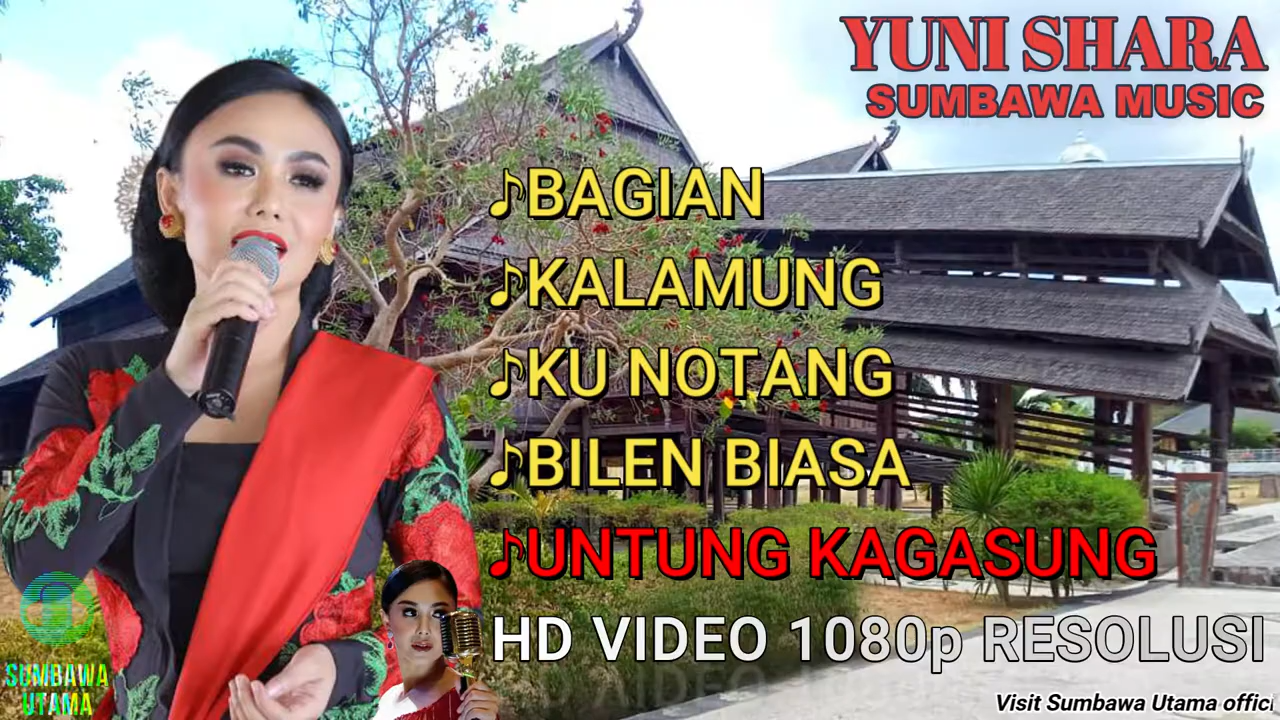 YUNI SHARA
SUMBAWA MUSIC
♪BAGIAN
♪KALAMUNG
♪KU NOTANG
♪BILEN BIASA
♪UNTUNG KAGASUNG
HD VIDEO 1080p RESOLUSI
SUMBAWA
UTAMA
Visit Sumbawa Utama offici